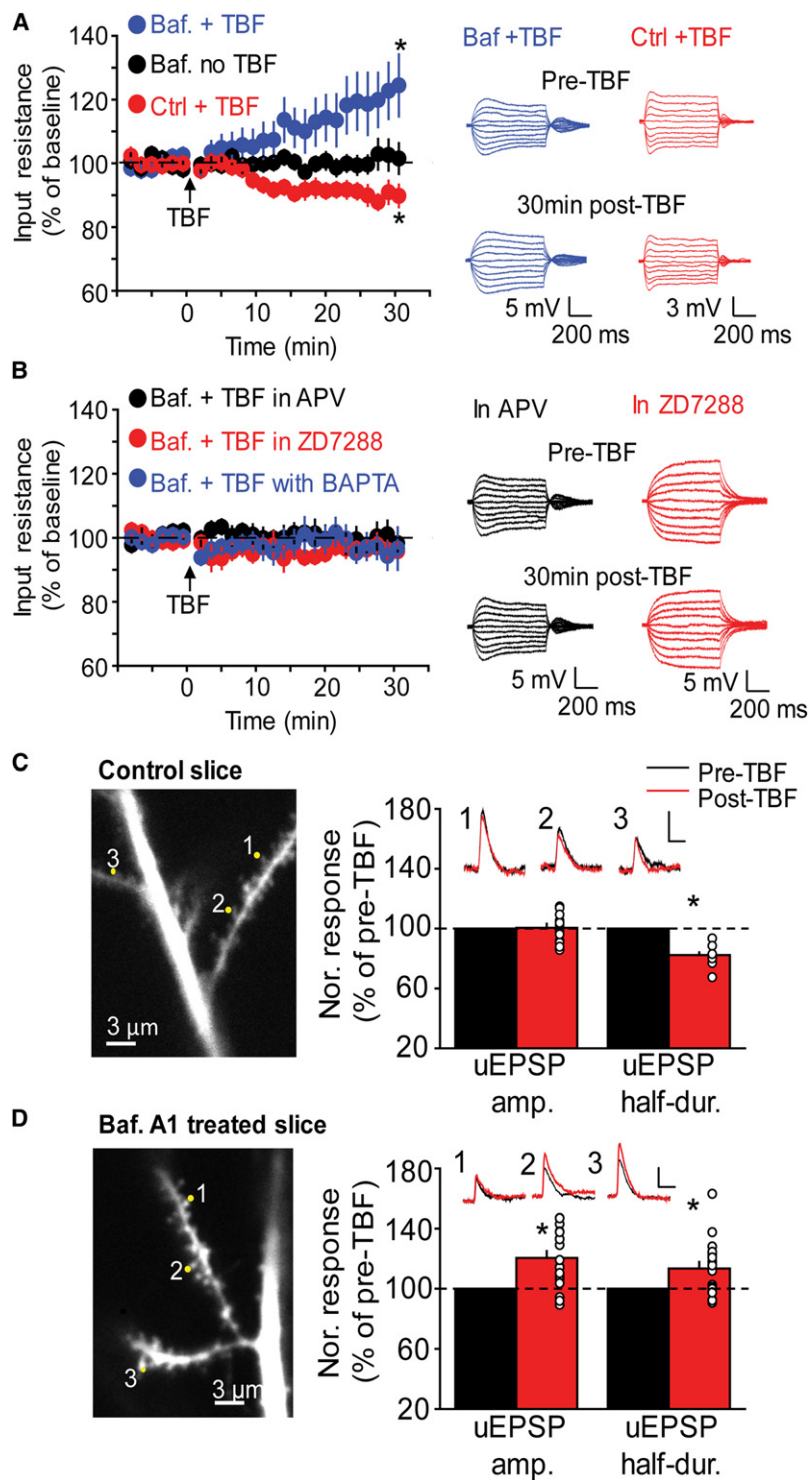 A
Baf. + TBF
Baf. no TBF
Ctrl + TBF
*
*
Input resistance
(% of baseline)
140
120
100
80
60
TBF
0
10
20
30
Time (min)
Baf +TBF
Ctrl +TBF
Pre-TBF
30min post-TBF
5 mV
200 ms
3 mV
200 ms
B
Baf. + TBF in APV
Baf. + TBF in ZD7288
Baf. + TBF with BAPTA
Input resistance
(% of baseline)
140
120
100
80
60
TBF
0
10
20
30
Time (min)
In APV
In ZD7288
Pre-TBF
30min post-TBF
5 mV
200 ms
5 mV
200 ms
C
Control slice
3
1
2
3 µm
Pre-TBF
Post-TBF
Nor. response
(% of pre-TBF)
180
140
100
60
20
1
2
3
*
uEPSP
amp.
uEPSP
half-dur.
D
Baf. A1 treated slice
1
2
3
3 µm
Nor. response
(% of pre-TBF)
180
140
100
60
20
1
2
3
*
*
uEPSP
amp.
uEPSP
half-dur.